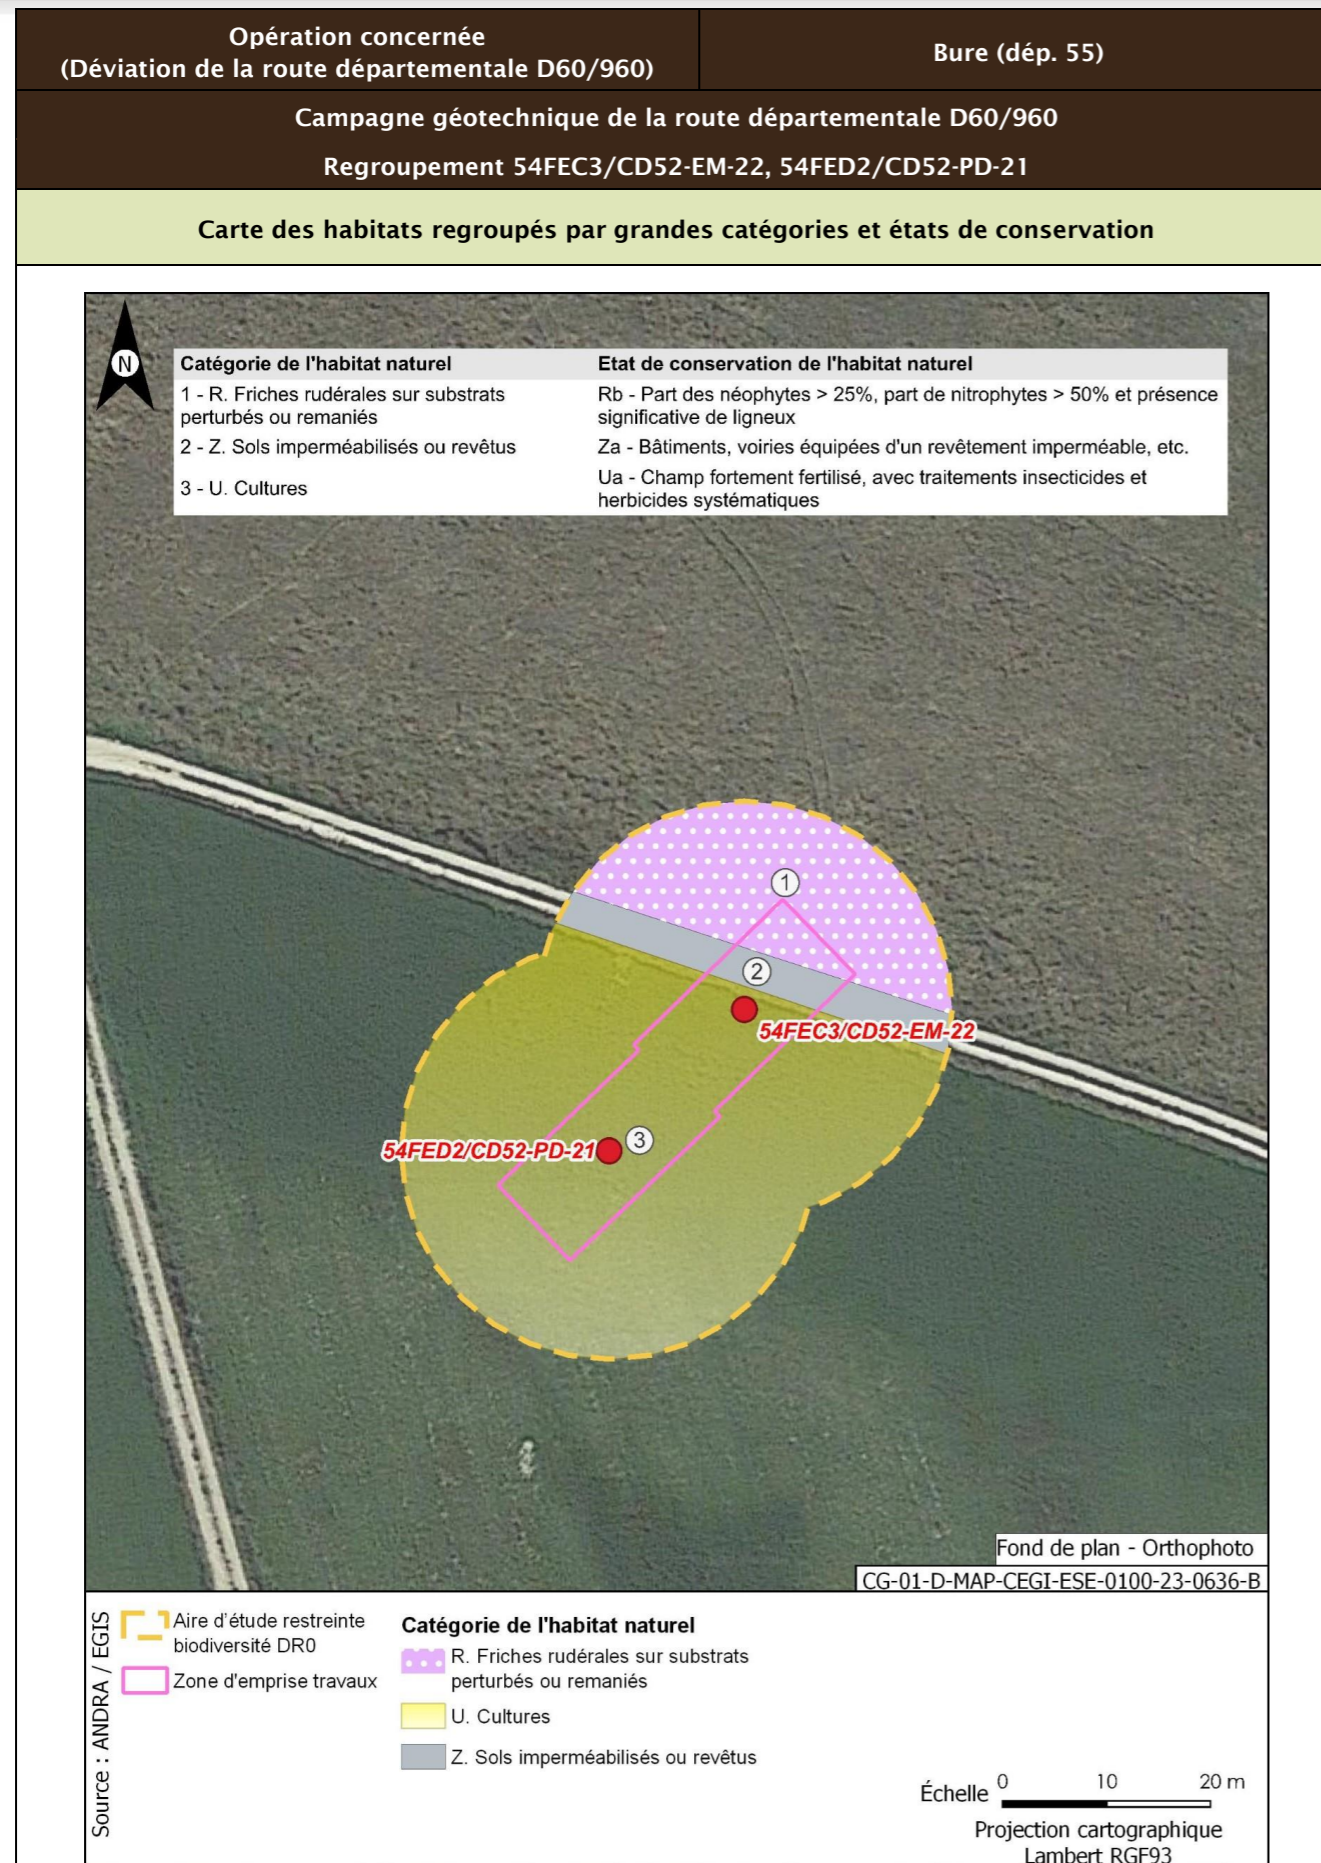 Opération concernée
(Déviation de la route départementale D60/960)
Bure (dép. 55)
Campagne géotechnique de la route départementale D60/960
Regroupement 54FEC3/CD52-EM-22, 54FED2/CD52-PD-21
Carte des habitats regroupés par grandes catégories et états de conservation
N
Catégorie de l'habitat naturel
Etat de conservation de l'habitat naturel
1 - R. Friches rudérales sur substrats
perturbés ou remaniés
Rb - Part des néophytes > 25%, part de nitrophytes > 50% et présence
significative de ligneux
2 - Z. Sols imperméabilisés ou revêtus
Za - Bâtiments, voiries équipées d'un revêtement imperméable, etc.
3 - U. Cultures
Ua - Champ fortement fertilisé, avec traitements insecticides et
herbicides systématiques
1
2
54FEC3/CD52-EM-22
54FED2/CD52-PD-21
3
Fond de plan - Orthophoto
CG-01-D-MAP-CEGI-ESE-0100-23-0636-B
Source : ANDRA / EGIS
Aire d'étude restreinte
biodiversité DR0
Zone d'emprise travaux
Catégorie de l'habitat naturel
R. Friches rudérales sur substrats
perturbés ou remaniés
U. Cultures
Z. Sols imperméabilisés ou revêtus
Échelle 0 10 20 m
Projection cartographique
Lambert RGF93